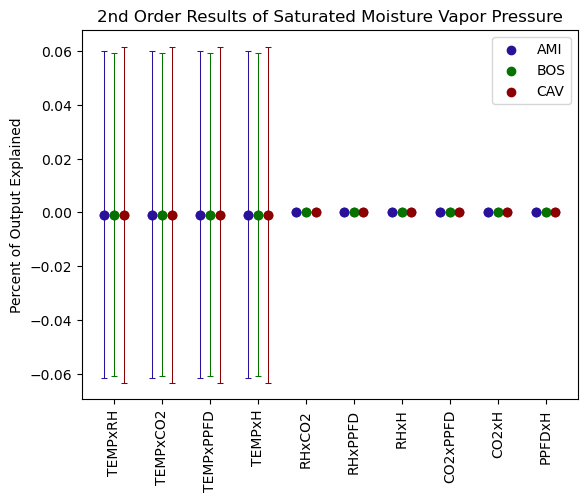 2nd Order Results of Saturated Moisture Vapor Pressure
AMI
BOS
CAV
Percent of Output Explained
0.06
0.04
0.02
0.00
−0.02
−0.04
−0.06
TEMPxRH
TEMPxCO2
TEMPxPPFD
TEMPxH
RHxCO2
RHxPPFD
RHxH
CO2xPPFD
CO2xH
PPFDxH